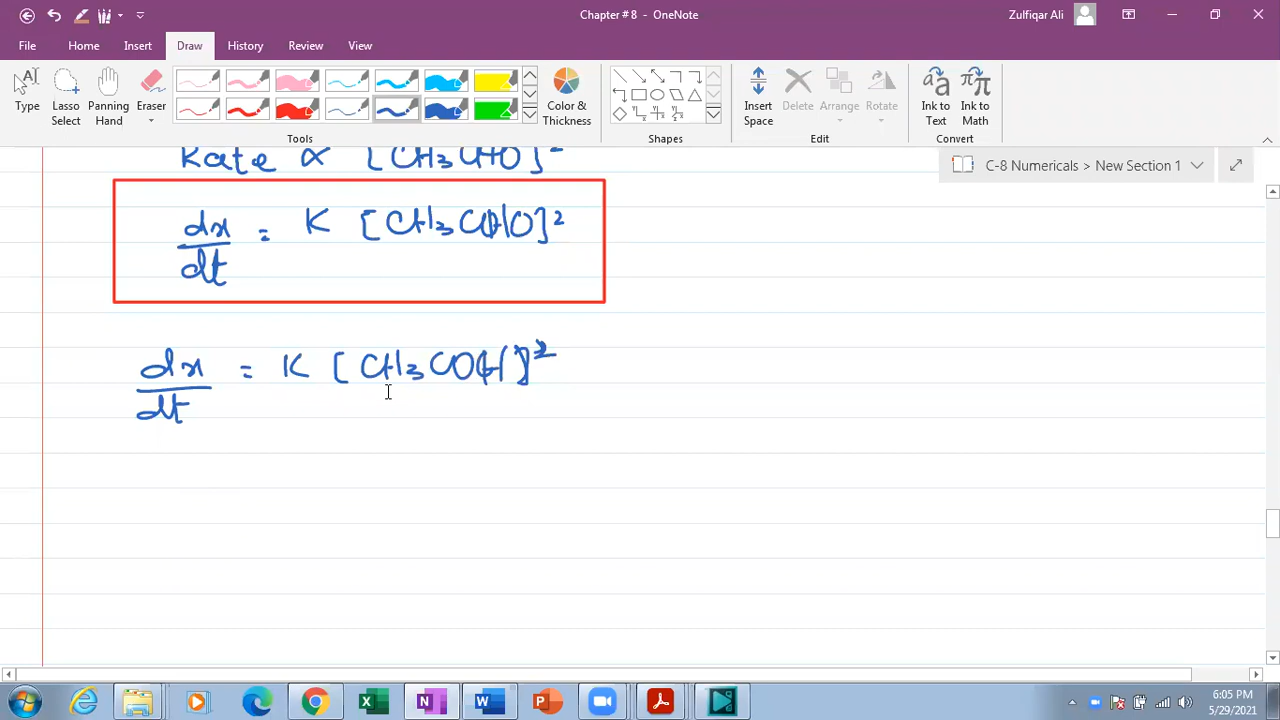 Chapter # 8 - OneNote
Zulfiqar Ali
File Home Insert Draw History Review View
Type
Lasso Select
Panning Hand
Eraser
Color & Thickness
Insert Space
Delete
Arrange
Rotate
Ink to Text
Ink to Math
Tools
Shapes
Edit
Convert
C-8 Numericals > New Section 1
Rate ∝ [CH3CHO]²
dx/dt = K [CH3CHO]²
dx/dt = K [CH3COH]²
6:05 PM
5/29/2021